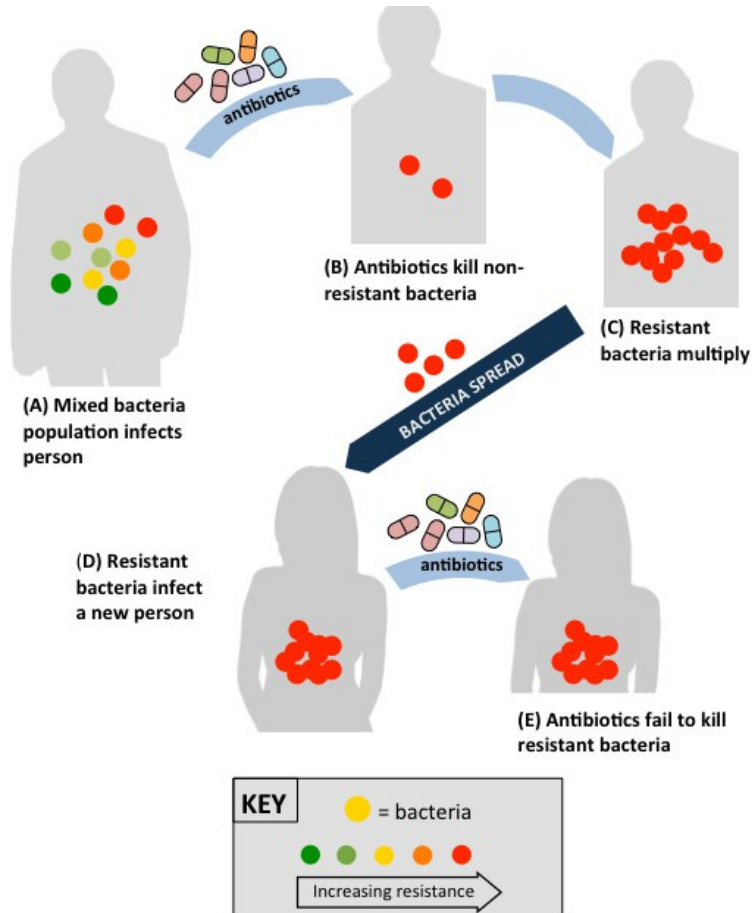 antibiotics
(B) Antibiotics kill non-
resistant bacteria
(C) Resistant
bacteria multiply
(A) Mixed bacteria
population infects
person
BACTERIA SPREAD
(D) Resistant
bacteria infect
a new person
antibiotics
(E) Antibiotics fail to kill
resistant bacteria
KEY
= bacteria
Increasing resistance